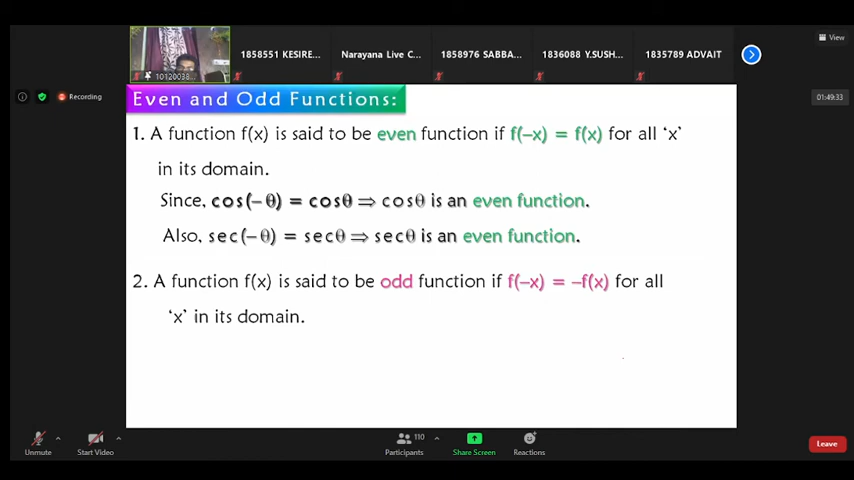 View
1858551 KESIRE... Narayana Live C... 1858976 SABBA... 1836088 Y.SUSH... 1835789 ADVAIT
10120038...
Recording
01:49:33
Even and Odd Functions:
1. A function f(x) is said to be even function if f(–x) = f(x) for all ‘x’
in its domain.
Since, cos(– θ) = cosθ ⇒ cosθ is an even function.
Also, sec(– θ) = secθ ⇒ secθ is an even function.
2. A function f(x) is said to be odd function if f(–x) = –f(x) for all
‘x’ in its domain.
110
Unmute Start Video Participants Share Screen Reactions Leave